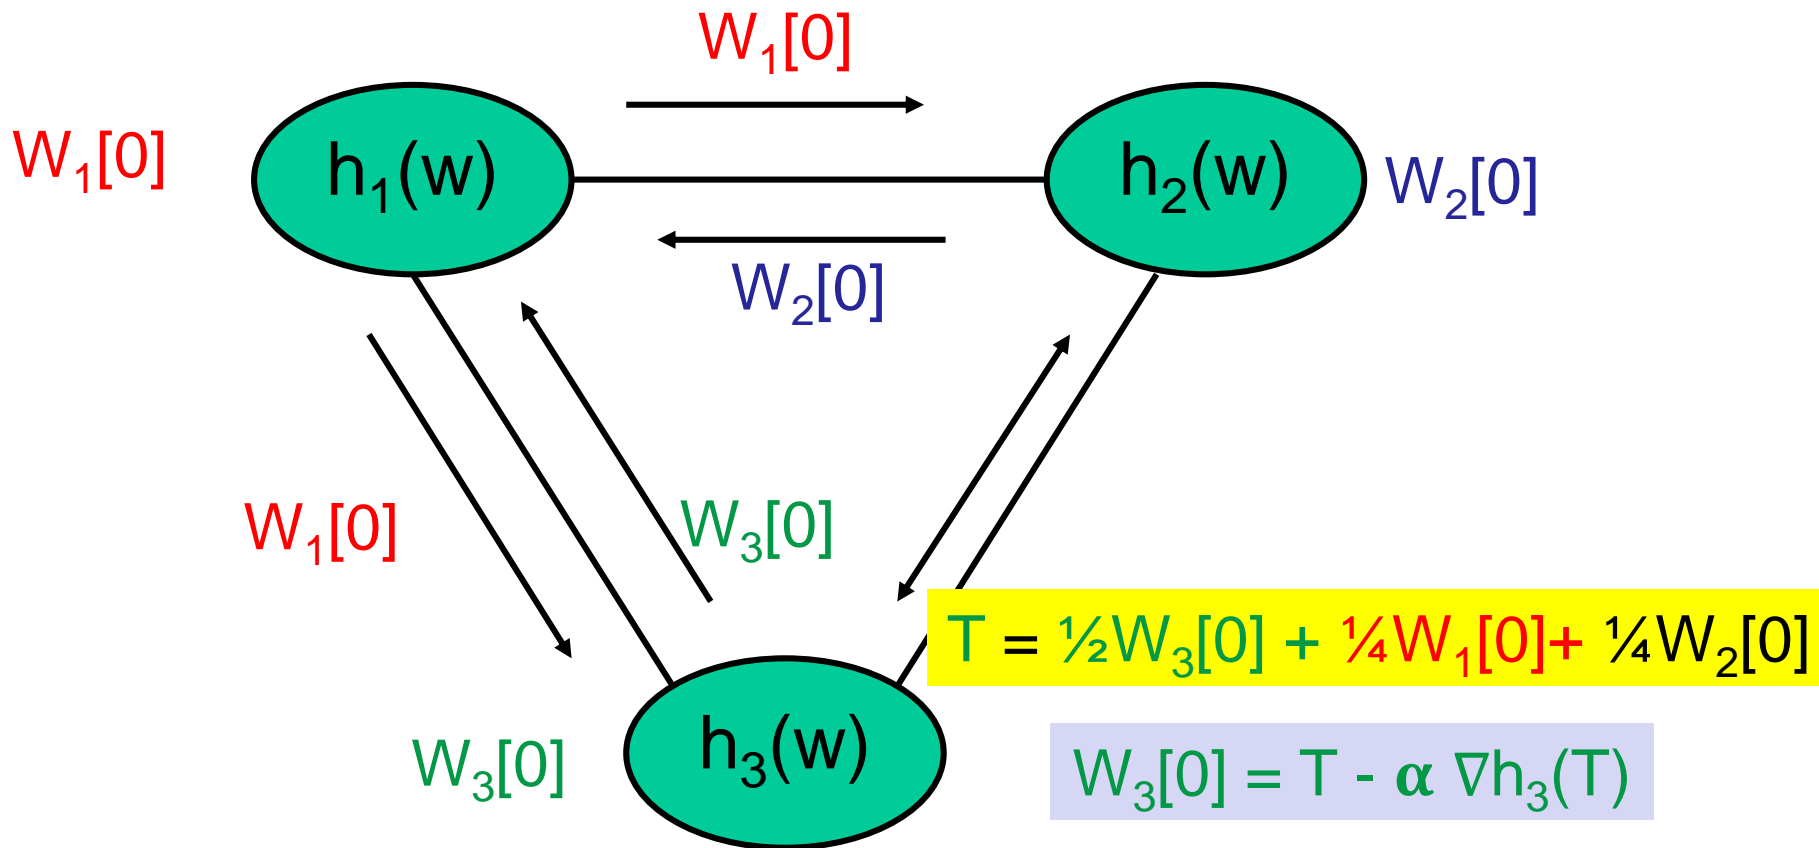 W₁[0]
W₁[0]
h₁(w)
h₂(w)
W₂[0]
W₂[0]
W₁[0]
W₃[0]
T = ½W₃[0] + ¼W₁[0]+ ¼W₂[0]
h₃(w)
W₃[0]
W₃[0] = T - α ∇h₃(T)